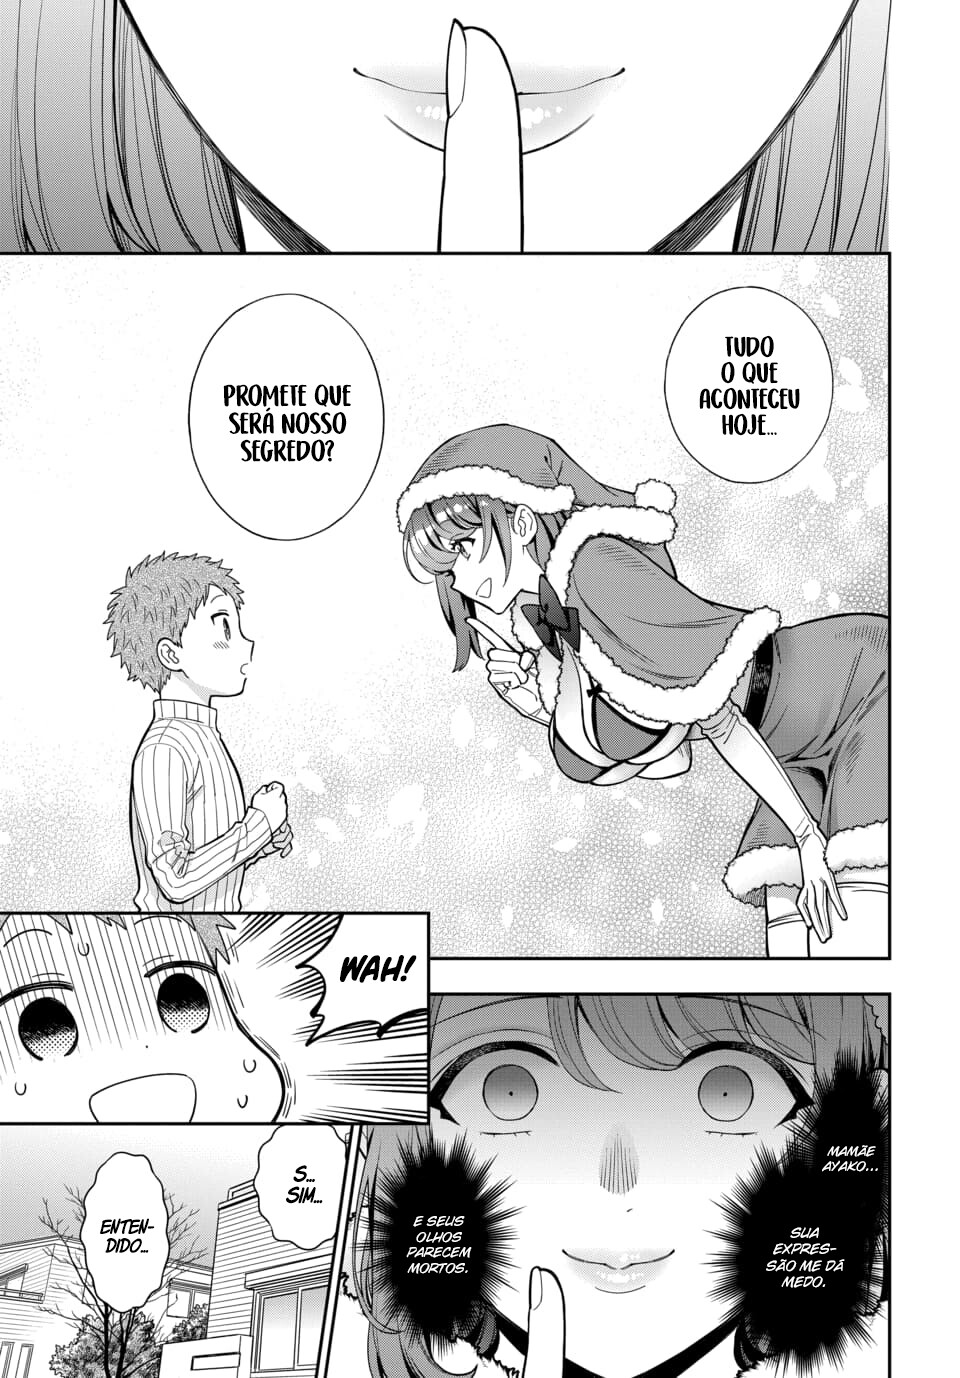 TUDO
O QUE
ACONTECEU
HOJE...
PROMETE QUE
SERÁ NOSSO
SEGREDO?
WAH!
MAMÃE
AYAKO...
SUA
EXPRES-
SÃO ME DÁ
MEDO.
E SEUS
OLHOS
PARECEM
MORTOS.
S...
SIM...
ENTEN-
DIDO...